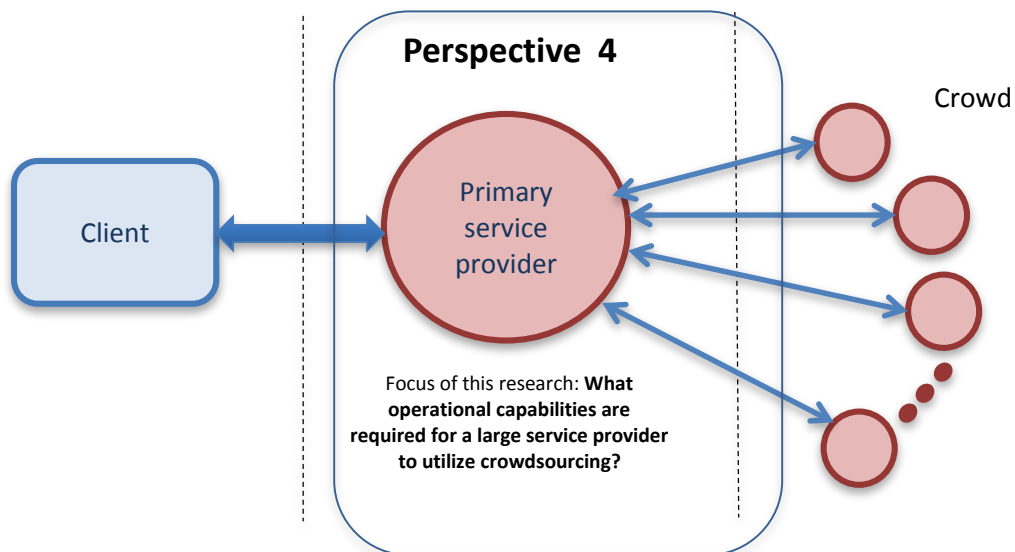 Perspective 4
Crowd
Client
Primary
service
provider
Focus of this research: What
operational capabilities are
required for a large service provider
to utilize crowdsourcing?